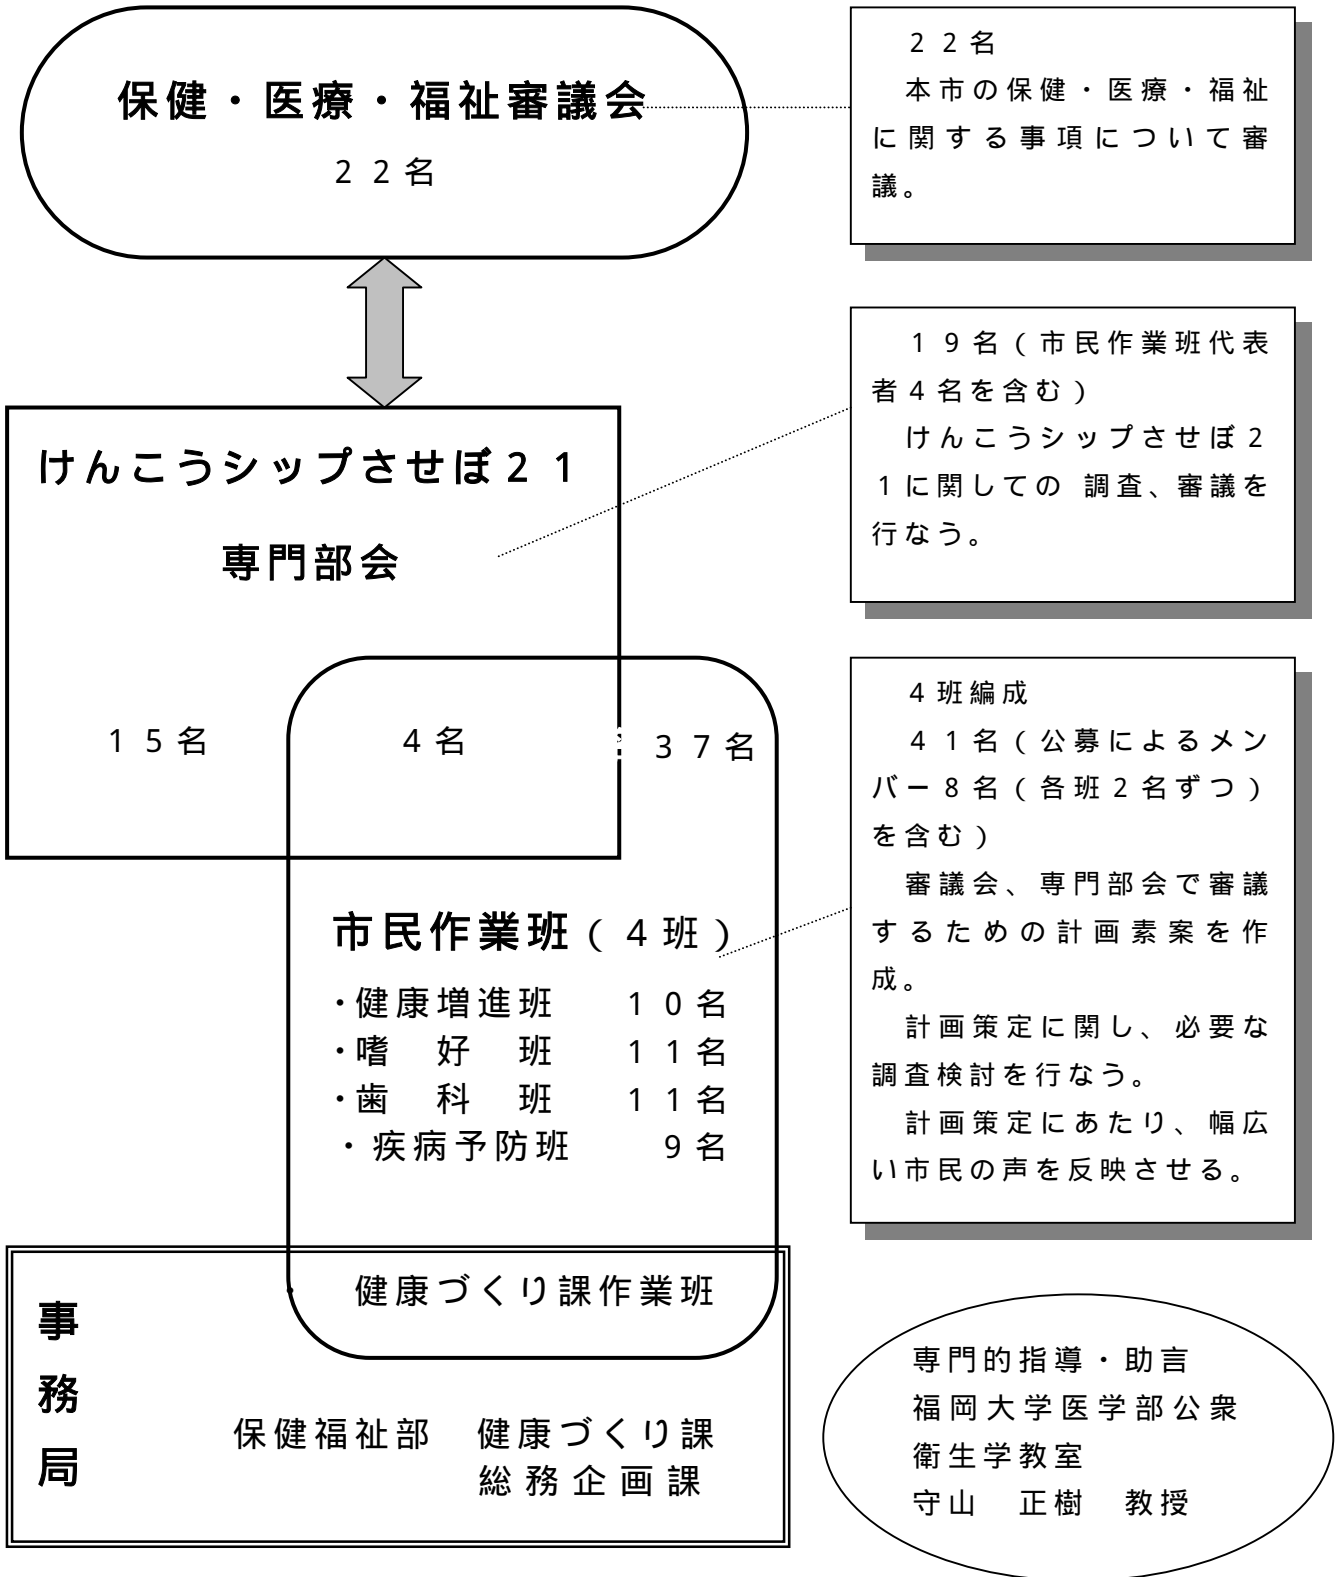 保健・医療・福祉審議会
２２名
２２名
本市の保健・医療・福祉
に関する事項について審
議。
けんこうシップさせぼ２１
専門部会
１９名（市民作業班代表
者４名を含む）
けんこうシップさせぼ２
１に関しての 調査、審議を
行なう。
１５名
４名
３７名
４班編成
４１名（公募によるメン
バー８名（各班２名ずつ）
を含む）
審議会、専門部会で審議
するための計画素案を作
成。
計画策定に関し、必要な
調査検討を行なう。
計画策定にあたり、幅広
い市民の声を反映させる。
市民作業班（４班）
・健康増進班　１０名
・嗜　好　班　１１名
・歯　科　班　１１名
・疾病予防班　９名
健康づくり課作業班
事務局
保健福祉部　健康づくり課
総務企画課
専門的指導・助言
福岡大学医学部公衆
衛生学教室
守山　正樹　教授